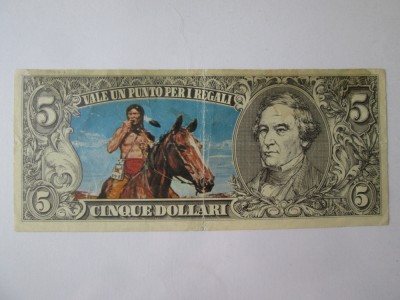 5 VALE UN PUNTO PER I REGALI 5
5 CINQUE DOLLARI 5